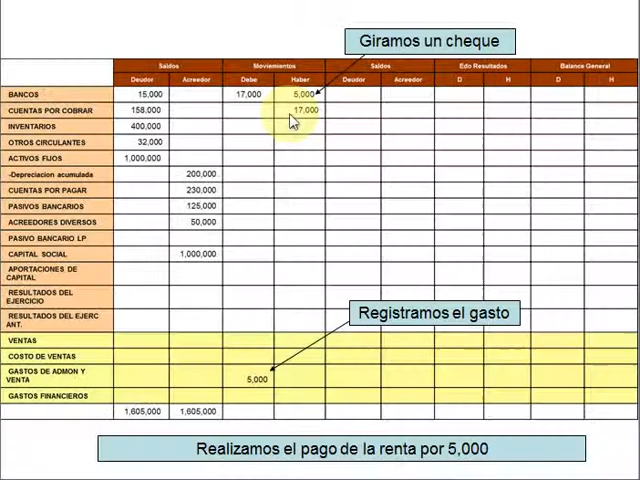 Giramos un cheque
Saldos Moviemientos Saldos Edo Resultados Balance General
Deudor Acreedor Debe Haber Deudor Acreedor D H D H
BANCOS 15,000 17,000 5,000
CUENTAS POR COBRAR 158,000 17,000
INVENTARIOS 400,000
OTROS CIRCULANTES 32,000
ACTIVOS FIJOS 1,000,000
-Depreciacion acumulada 200,000
CUENTAS POR PAGAR 230,000
PASIVOS BANCARIOS 125,000
ACREEDORES DIVERSOS 50,000
PASIVO BANCARIO LP
CAPITAL SOCIAL 1,000,000
APORTACIONES DE
CAPITAL
RESULTADOS DEL
EJERCICIO
RESULTADOS DEL EJERC
ANT.
Registramos el gasto
VENTAS
COSTO DE VENTAS
GASTOS DE ADMON Y
VENTA 5,000
GASTOS FINANCIEROS
1,605,000 1,605,000
Realizamos el pago de la renta por 5,000